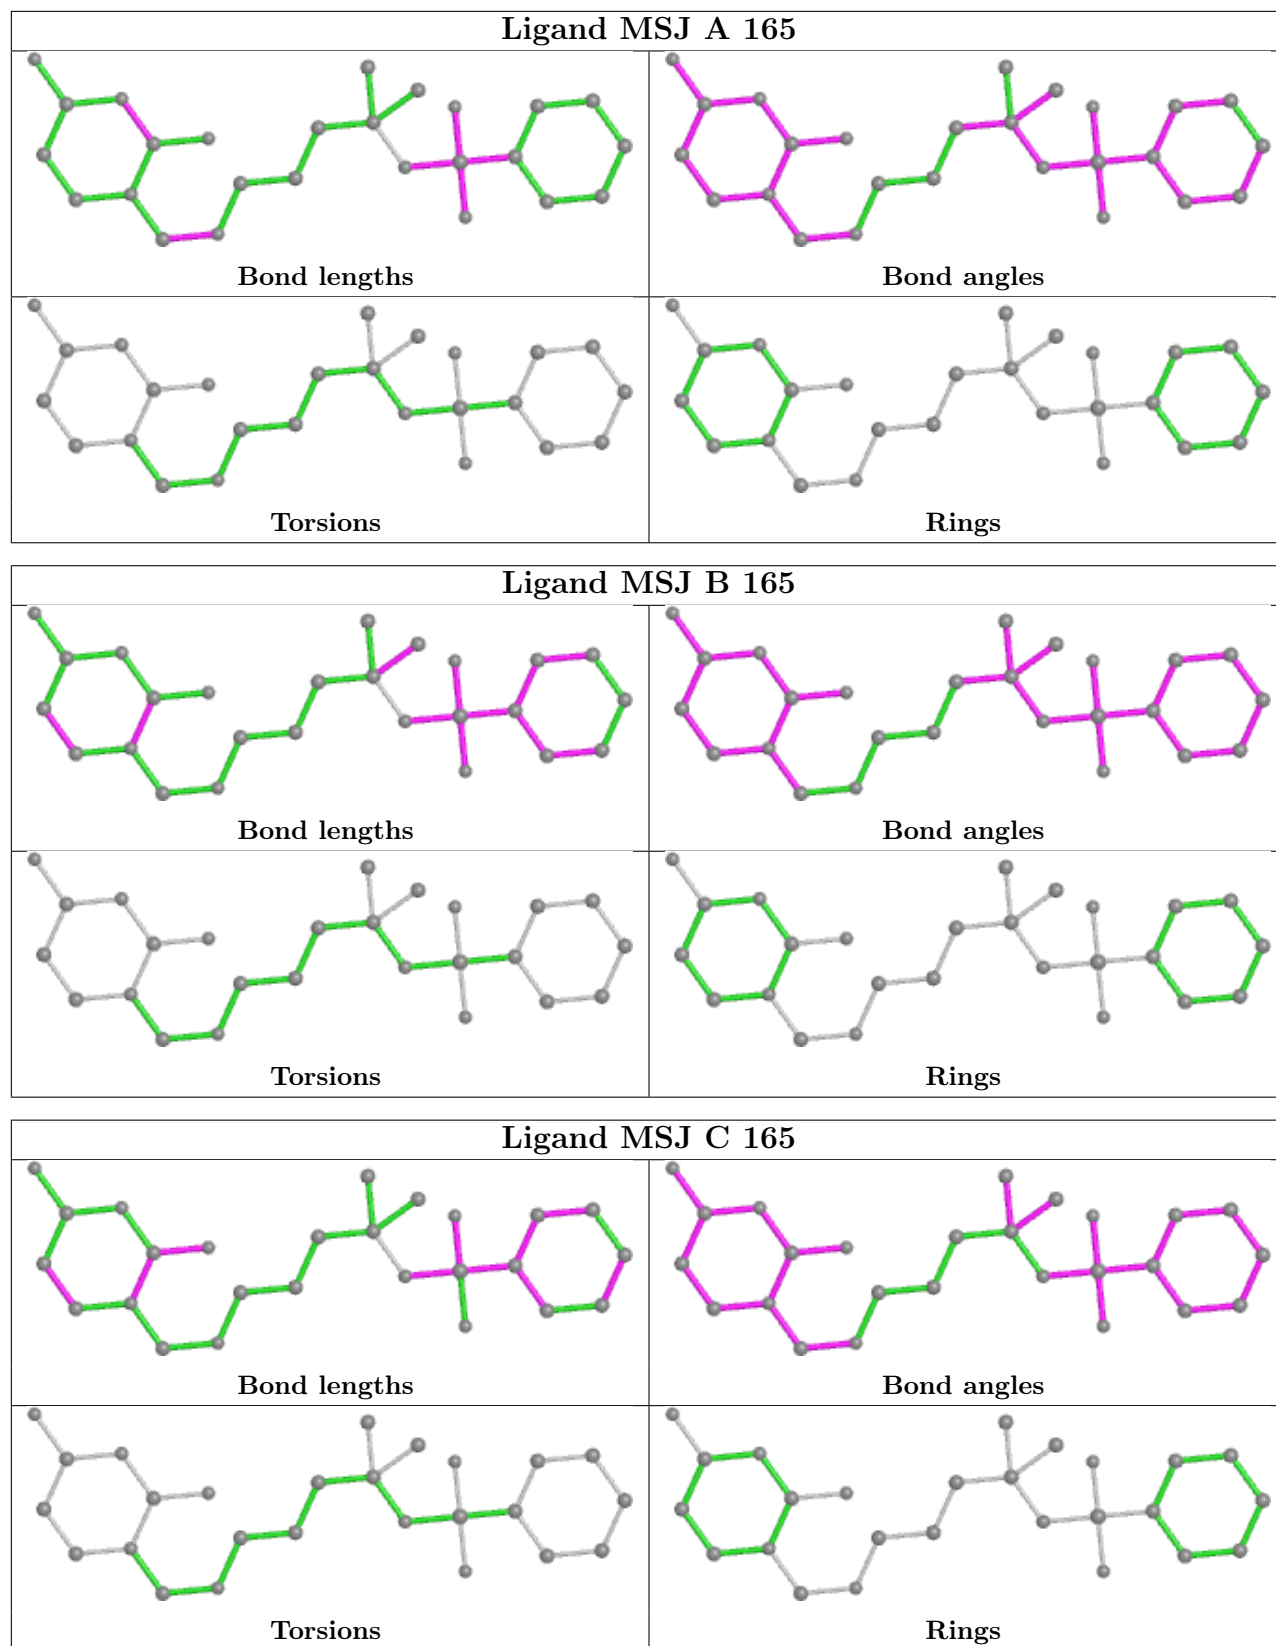 Ligand MSJ A 165
Bond lengths
Bond angles
Torsions
Rings
Ligand MSJ B 165
Bond lengths
Bond angles
Torsions
Rings
Ligand MSJ C 165
Bond lengths
Bond angles
Torsions
Rings